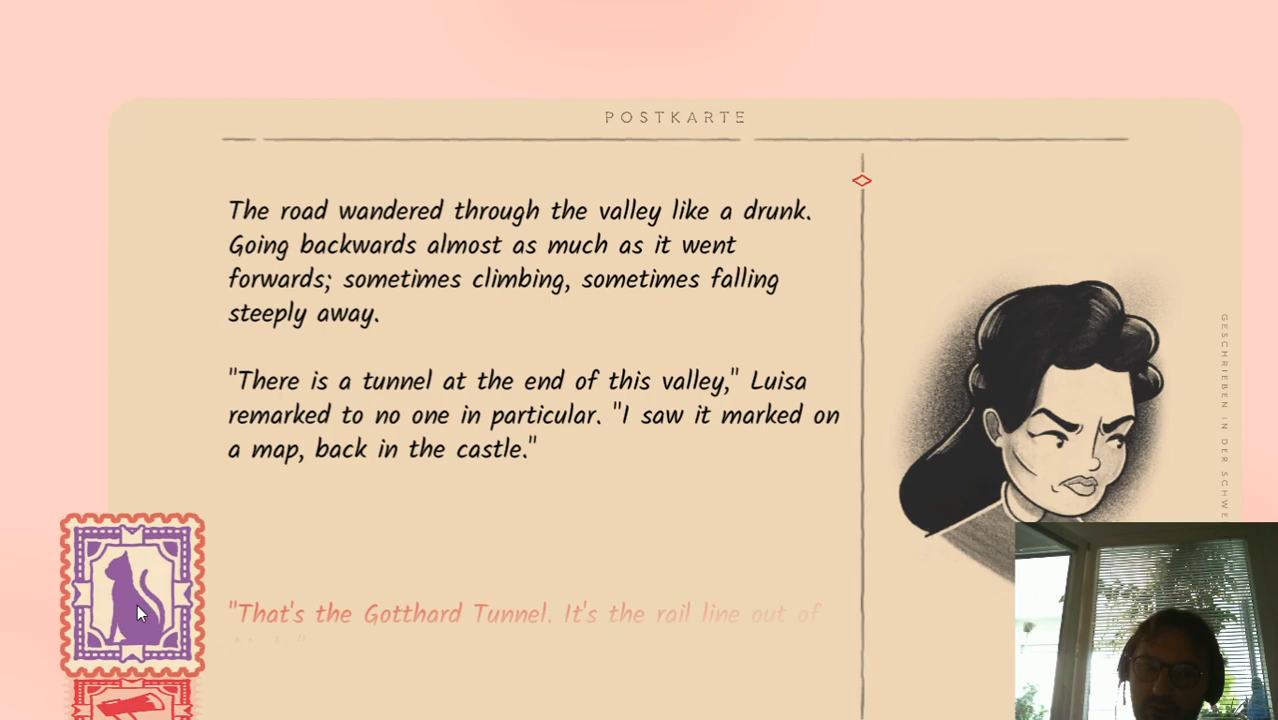 POSTKARTE
The road wandered through the valley like a drunk.
Going backwards almost as much as it went
forwards; sometimes climbing, sometimes falling
steeply away.
"There is a tunnel at the end of this valley," Luisa
remarked to no one in particular. "I saw it marked on
a map, back in the castle."
"That's the Gotthard Tunnel. It's the rail line out of
GESCHRIEBEN IN DER